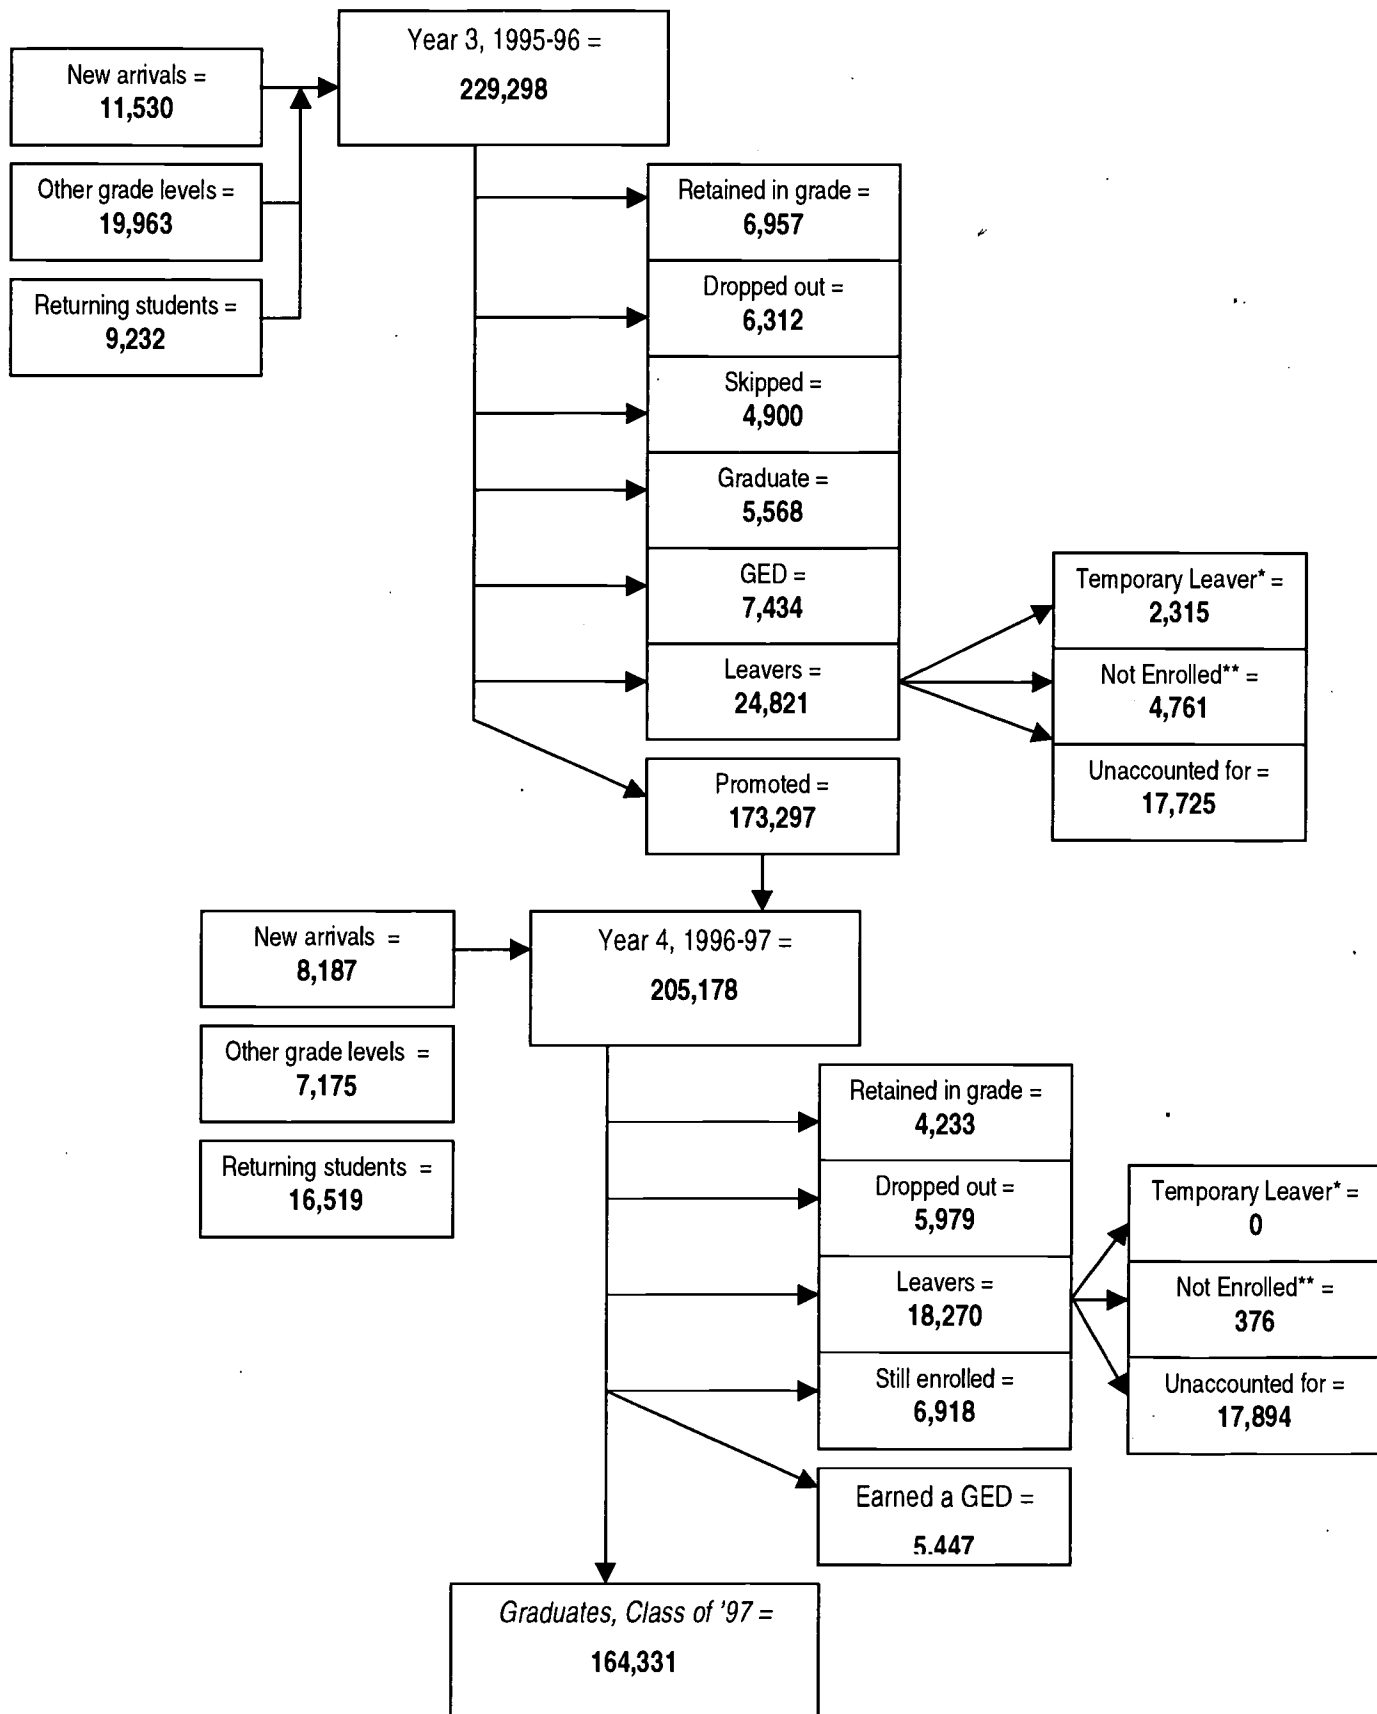 Year 3, 1995-96 =
229,298
New arrivals =
11,530
Other grade levels =
19,963
Returning students =
9,232
Retained in grade =
6,957
Dropped out =
6,312
Skipped =
4,900
Graduate =
5,568
GED =
7,434
Leavers =
24,821
Temporary Leaver* =
2,315
Not Enrolled** =
4,761
Unaccounted for =
17,725
Promoted =
173,297
New arrivals =
8,187
Other grade levels =
7,175
Returning students =
16,519
Year 4, 1996-97 =
205,178
Retained in grade =
4,233
Dropped out =
5,979
Leavers =
18,270
Still enrolled =
6,918
Temporary Leaver* =
0
Not Enrolled** =
376
Unaccounted for =
17,894
Earned a GED =
5,447
Graduates, Class of '97 =
164,331